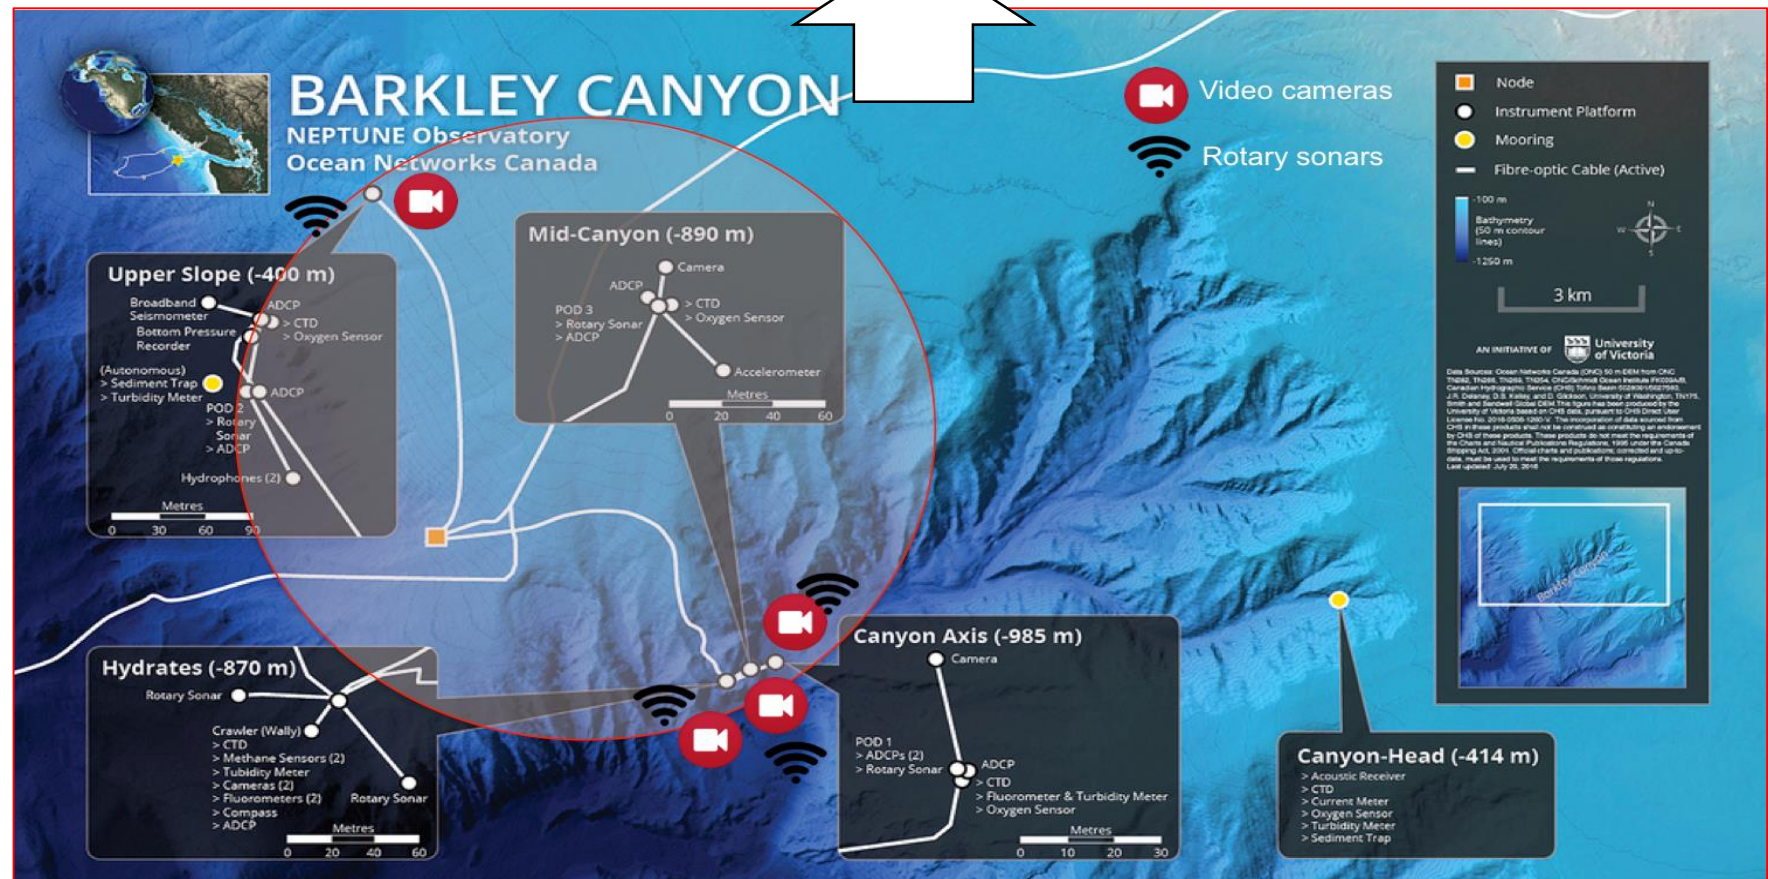 BARKLEY CANYON
NEPTUNE Observatory
Ocean Networks Canada
Video cameras
Rotary sonars
Node
Instrument Platform
Mooring
Fibre-optic Cable (Active)
-100 m
Bathymetry
(50 m contour
lines)
-1250 m
N
W
E
S
3 km
AN INITIATIVE OF
University
of Victoria
Last updated: July 20, 2016
Barkley Canyon
Upper Slope (-400 m)
Broadband
Seismometer
ADCP
> CTD
> Oxygen Sensor
Bottom Pressure
Recorder
(Autonomous)
> Sediment Trap
> Turbidity Meter
ADCP
POD 2
> Rotary
Sonar
> ADCP
Hydrophones (2)
Metres
0 30 60 90
Mid-Canyon (-890 m)
Camera
ADCP
> CTD
> Oxygen Sensor
POD 3
> Rotary Sonar
> ADCP
Accelerometer
Metres
0 20 40 60
Hydrates (-870 m)
Rotary Sonar
Crawler (Wally)
> CTD
> Methane Sensors (2)
> Tubidity Meter
> Cameras (2)
> Fluorometers (2)
> Compass
> ADCP
Rotary Sonar
Metres
0 20 40 60
Canyon Axis (-985 m)
Camera
POD 1
> ADCPs (2)
> Rotary Sonar
ADCP
> CTD
> Fluorometer & Turbidity Meter
> Oxygen Sensor
Metres
0 10 20 30
Canyon-Head (-414 m)
> Acoustic Receiver
> CTD
> Current Meter
> Oxygen Sensor
> Turbidity Meter
> Sediment Trap